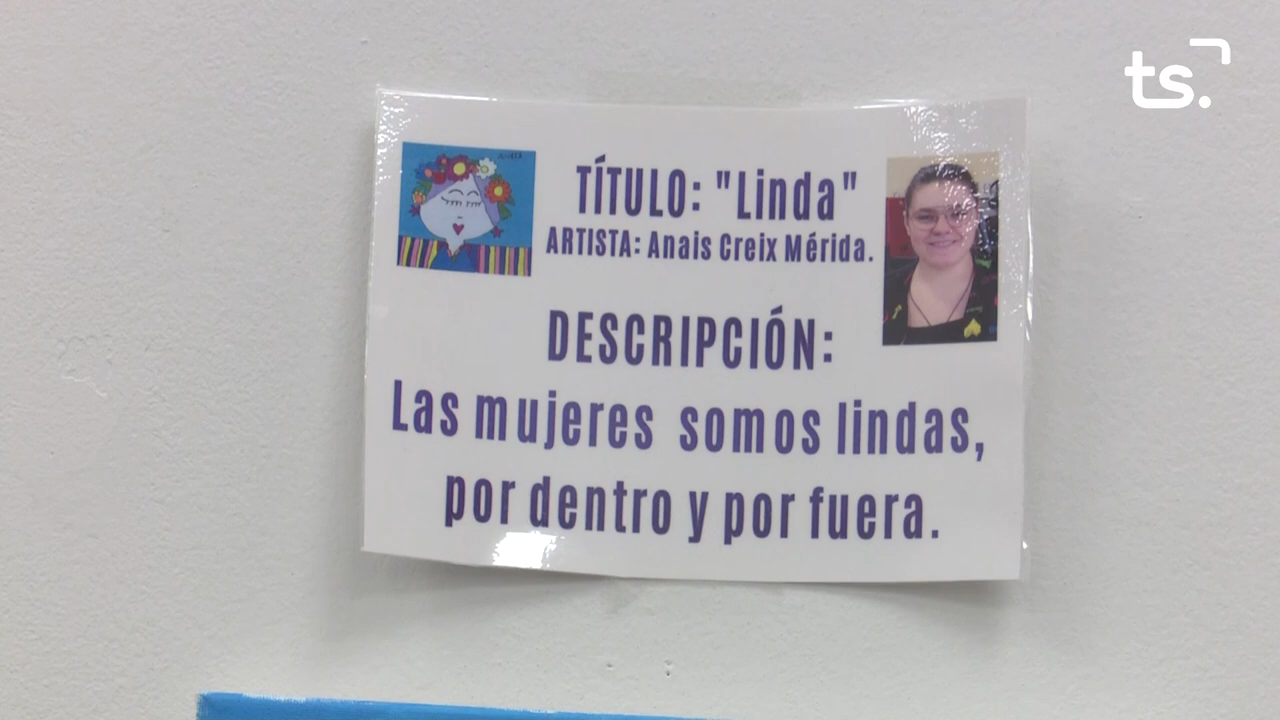 ts.
TÍTULO: "Linda"
ARTISTA: Anais Creix Mérida.
DESCRIPCIÓN:
Las mujeres somos lindas,
por dentro y por fuera.